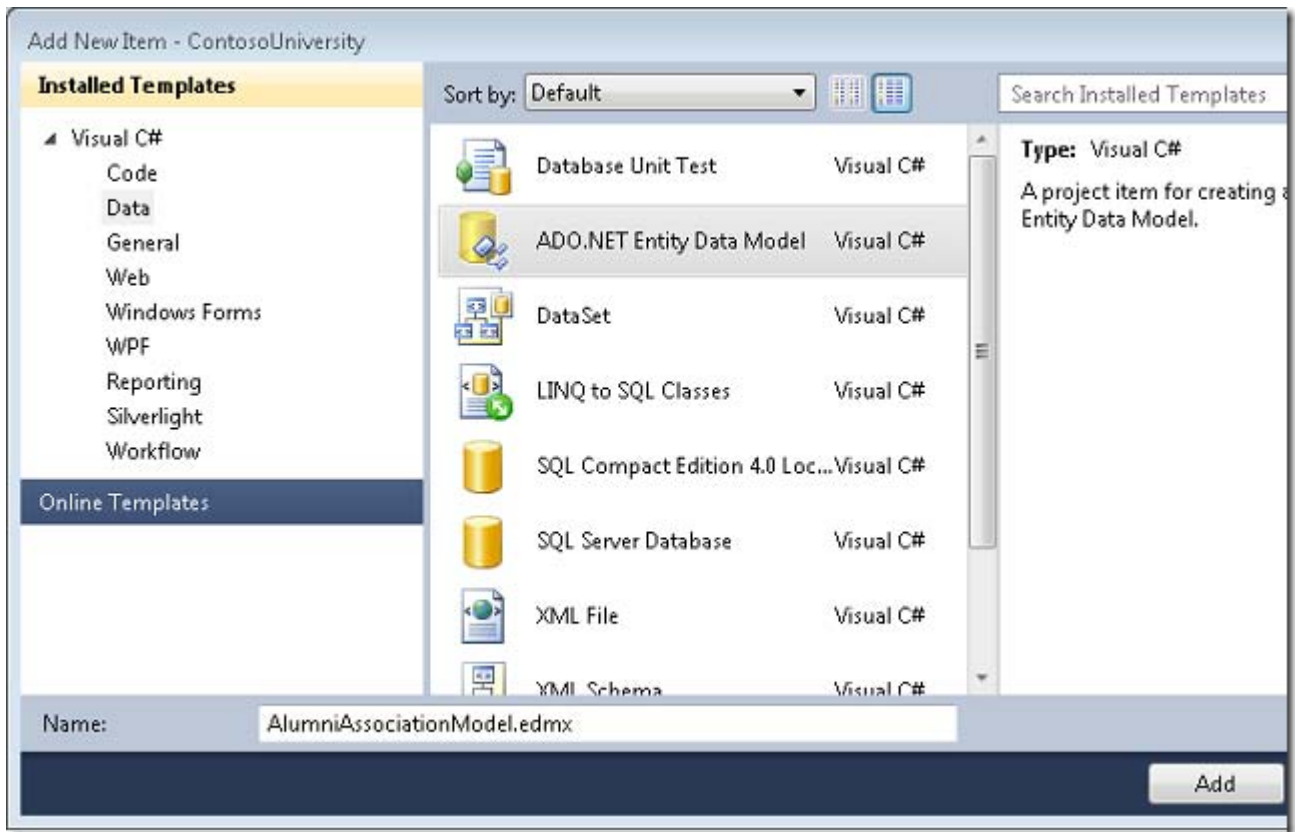 Add New Item - ContosoUniversity
Installed Templates
Visual C#
Code
Data
General
Web
Windows Forms
WPF
Reporting
Silverlight
Workflow
Online Templates
Sort by: Default
Database Unit Test Visual C#
ADO.NET Entity Data Model Visual C#
DataSet Visual C#
LINQ to SQL Classes Visual C#
SQL Compact Edition 4.0 Loc... Visual C#
SQL Server Database Visual C#
XML File Visual C#
XML Schema Visual C#
Search Installed Templates
Type: Visual C#
A project item for creating a
Entity Data Model.
Name: AlumniAssociationModel.edmx
Add